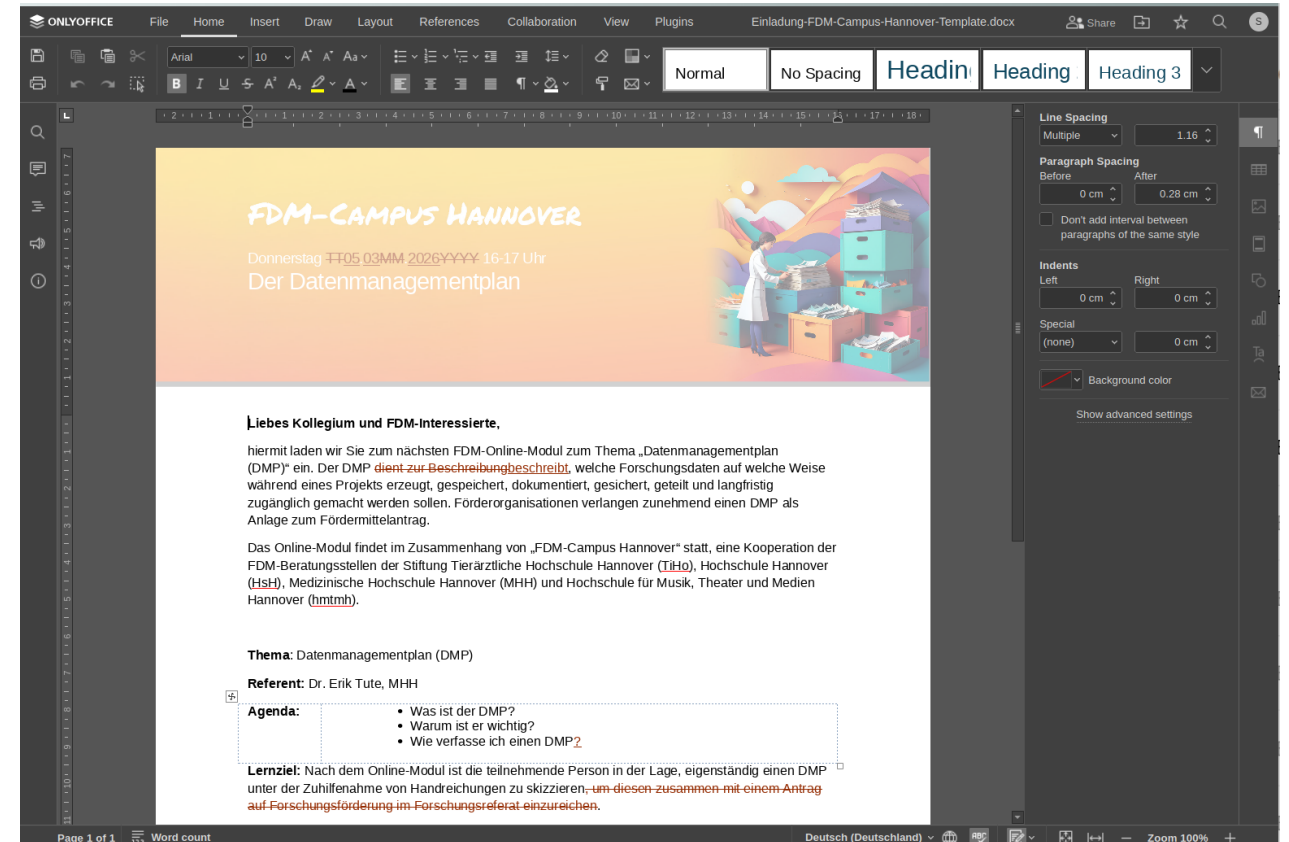 ONLYOFFICE File Home Insert Draw Layout References Collaboration View Plugins Einladung-FDM-Campus-Hannover-Template.docx Share S
Arial 10 Normal No Spacing Headin Heading Heading 3
Line Spacing
Multiple 1.16
Paragraph Spacing
Before After
0 cm 0.28 cm
Don't add interval between
paragraphs of the same style
Indents
Left Right
0 cm 0 cm
Special
(none) 0 cm
Background color
Show advanced settings
FDM-Campus Hannover
Donnerstag TT05 03MM 2026YYYY 16-17 Uhr
Der Datenmanagementplan
Liebes Kollegium und FDM-Interessierte,
hiermit laden wir Sie zum nächsten FDM-Online-Modul zum Thema „Datenmanagementplan
(DMP)“ ein. Der DMP dient zur Beschreibungbeschreibt, welche Forschungsdaten auf welche Weise
während eines Projekts erzeugt, gespeichert, dokumentiert, gesichert, geteilt und langfristig
zugänglich gemacht werden sollen. Förderorganisationen verlangen zunehmend einen DMP als
Anlage zum Fördermittelantrag.
Das Online-Modul findet im Zusammenhang von „FDM-Campus Hannover“ statt, eine Kooperation der
FDM-Beratungsstellen der Stiftung Tierärztliche Hochschule Hannover (TiHo), Hochschule Hannover
(HsH), Medizinische Hochschule Hannover (MHH) und Hochschule für Musik, Theater und Medien
Hannover (hmtmh).
Thema: Datenmanagementplan (DMP)
Referent: Dr. Erik Tute, MHH
Agenda: • Was ist der DMP?
• Warum ist er wichtig?
• Wie verfasse ich einen DMP?
Lernziel: Nach dem Online-Modul ist die teilnehmende Person in der Lage, eigenständig einen DMP
unter der Zuhilfenahme von Handreichungen zu skizzieren, um diesen zusammen mit einem Antrag
auf Forschungsförderung im Forschungsreferat einzureichen.
Page 1 of 1 Word count Deutsch (Deutschland) Zoom 100%